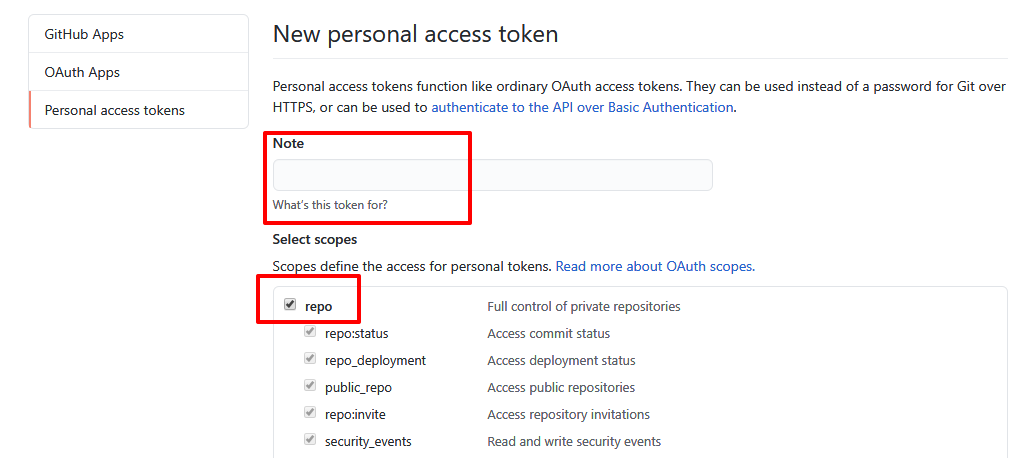 GitHub Apps
OAuth Apps
Personal access tokens
New personal access token
Personal access tokens function like ordinary OAuth access tokens. They can be used instead of a password for Git over
HTTPS, or can be used to authenticate to the API over Basic Authentication.
Note
What's this token for?
Select scopes
Scopes define the access for personal tokens. Read more about OAuth scopes.
repo Full control of private repositories
repo:status Access commit status
repo_deployment Access deployment status
public_repo Access public repositories
repo:invite Access repository invitations
security_events Read and write security events